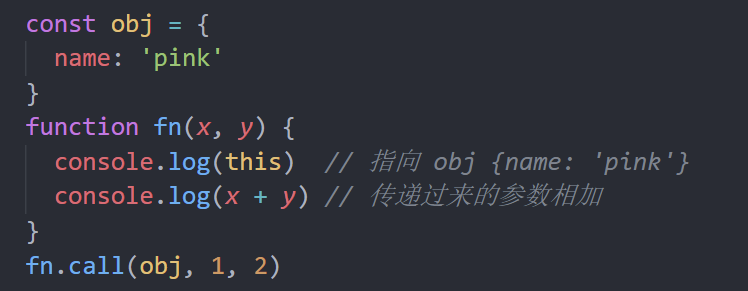 const obj = {
  name: 'pink'
}
function fn(x, y) {
  console.log(this)  // 指向 obj {name: 'pink'}
  console.log(x + y) // 传递过来的参数相加
}
fn.call(obj, 1, 2)